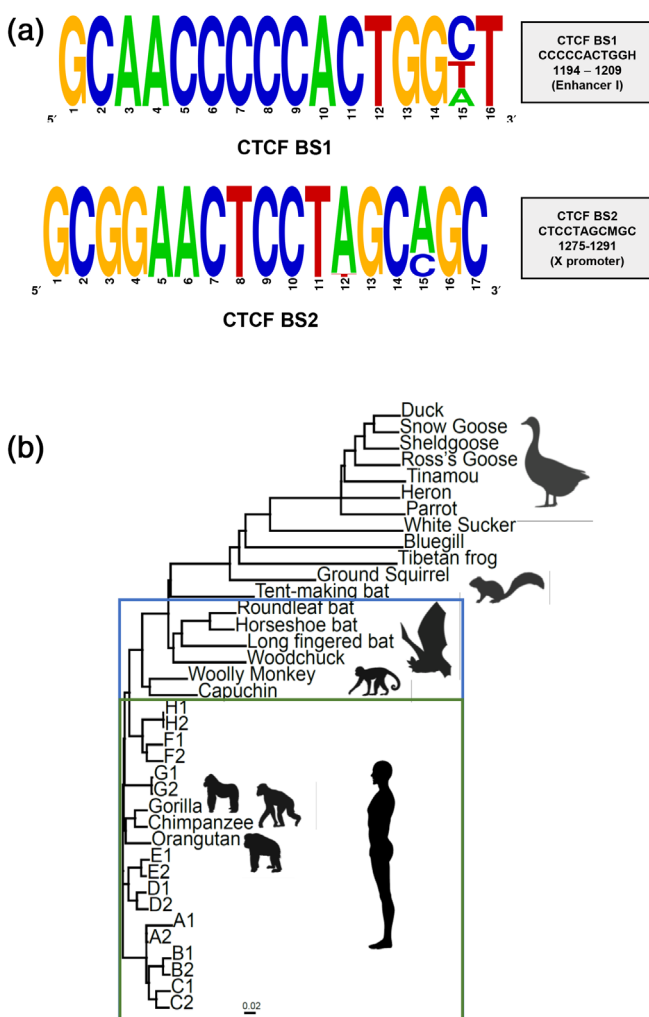 (a)
GCAACCCCCACTGGCT
T
A
1 2 3 4 5 6 7 8 9 10 11 12 13 14 15 16
5′ 3′
CTCF BS1
CTCF BS1
CCCCCACTGGH
1194 – 1209
(Enhancer I)
GCGGAACTCCTAGCAGC
T C
1 2 3 4 5 6 7 8 9 10 11 12 13 14 15 16 17
5′ 3′
CTCF BS2
CTCF BS2
CTCCTAGCMGC
1275-1291
(X promoter)
(b)
Duck
Snow Goose
Sheldgoose
Ross's Goose
Tinamou
Heron
Parrot
White Sucker
Bluegill
Tibetan frog
Ground Squirrel
Tent-making bat
Roundleaf bat
Horseshoe bat
Long fingered bat
Woodchuck
Woolly Monkey
Capuchin
H1
H2
F1
F2
G1
G2
Gorilla
Chimpanzee
Orangutan
E1
E2
D1
D2
A1
A2
B1
B2
C1
C2
0.02